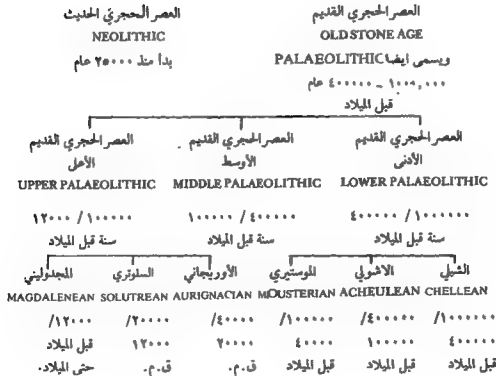 العصر الحجري القديم
OLD STONE AGE
ويسمى ايضا PALAEOLITHIC
١٠٠٠,٠٠٠ _ ٤٠٠٠٠٠ عام
قبل الميلاد
العصر الحجري الحديث
NEOLITHIC
بدأ منذ ٢٥٠٠٠ عام
العصر الحجري القديم
الأدنى
LOWER PALAEOLITHIC
٤٠٠٠٠٠ / ١٠٠٠٠٠٠
سنة قبل الميلاد
العصر الحجري القديم
الأوسط
MIDDLE PALAEOLITHIC
١٠٠٠٠٠ / ٤٠٠٠٠٠
سنة قبل الميلاد
العصر الحجري القديم
الأعلى
UPPER PALAEOLITHIC
١٢٠٠٠ / ١٠٠٠٠٠
سنة قبل الميلاد
الشيلي
CHELLEAN
/١٠٠٠٠٠٠
٤٠٠٠٠٠
قبل الميلاد
الاشولي
ACHEULEAN
/٤٠٠٠٠٠
١٠٠٠٠٠
قبل الميلاد
الموستيري
MOUSTERIAN
/١٠٠٠٠٠
٤٠٠٠٠
قبل الميلاد
الأوريجاني
AURIGNACIAN
/٤٠٠٠٠
٢٠٠٠٠
ق.م.
السلوتري
SOLUTREAN
/٢٠٠٠٠
١٢٠٠٠
ق.م.
المجدوليني
MAGDALENEAN
/١٢٠٠٠
قبل الميلاد
حتى الميلاد.